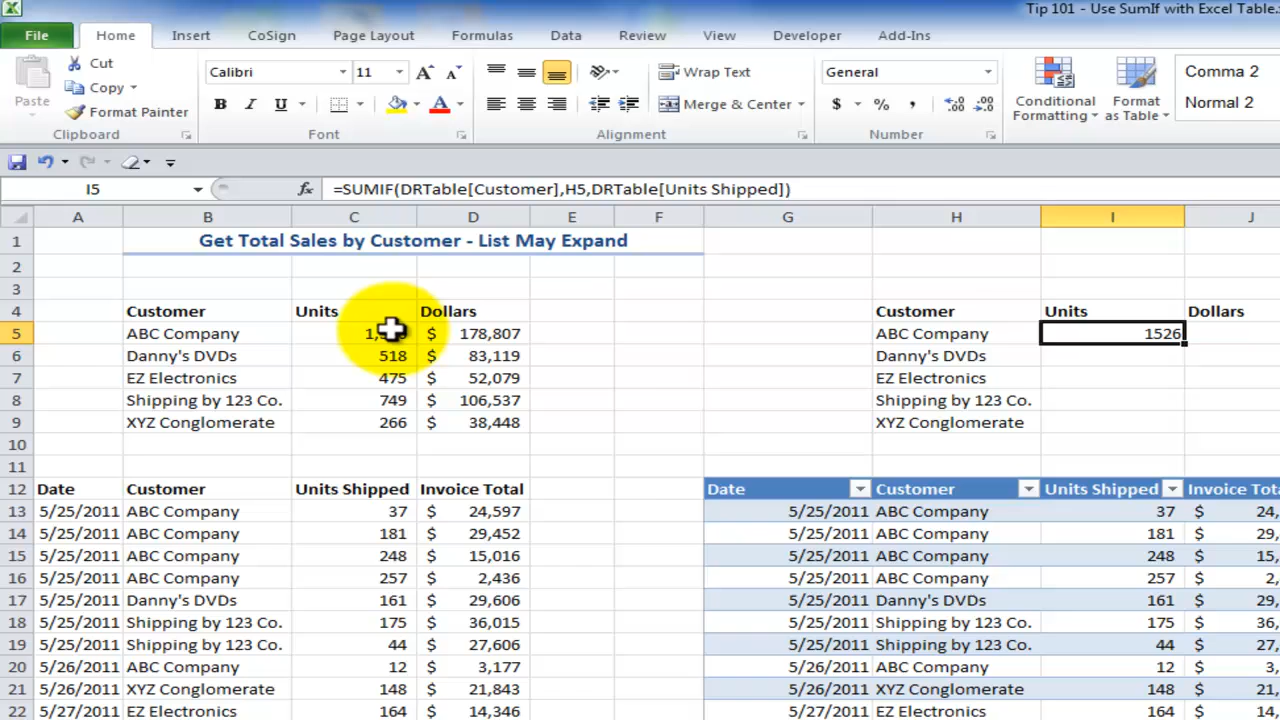 Tip 101 - Use SumIf with Excel Table.
File Home Insert CoSign Page Layout Formulas Data Review View Developer Add-Ins
Paste Cut Copy Format Painter
Calibri 11
B I U
Wrap Text
Merge & Center
General
$ % ,
Conditional Formatting
Format as Table
Comma 2
Normal 2
Clipboard Font Alignment Number
I5 fx =SUMIF(DRTable[Customer],H5,DRTable[Units Shipped])
A B C D E F G H I J
1 Get Total Sales by Customer - List May Expand
2
3
4 Customer Units Dollars Customer Units Dollars
5 ABC Company $ 178,807 ABC Company 1526
6 Danny's DVDs 518 $ 83,119 Danny's DVDs
7 EZ Electronics 475 $ 52,079 EZ Electronics
8 Shipping by 123 Co. 749 $ 106,537 Shipping by 123 Co.
9 XYZ Conglomerate 266 $ 38,448 XYZ Conglomerate
10
11
12 Date Customer Units Shipped Invoice Total Date Customer Units Shipped Invoice Tot
13 5/25/2011 ABC Company 37 $ 24,597 5/25/2011 ABC Company 37 $ 24,
14 5/25/2011 ABC Company 181 $ 29,452 5/25/2011 ABC Company 181 $ 29,
15 5/25/2011 ABC Company 248 $ 15,016 5/25/2011 ABC Company 248 $ 15,
16 5/25/2011 ABC Company 257 $ 2,436 5/25/2011 ABC Company 257 $ 2,
17 5/25/2011 Danny's DVDs 161 $ 29,606 5/25/2011 Danny's DVDs 161 $ 29,
18 5/25/2011 Shipping by 123 Co. 175 $ 36,015 5/25/2011 Shipping by 123 Co. 175 $ 36,
19 5/25/2011 Shipping by 123 Co. 44 $ 27,606 5/25/2011 Shipping by 123 Co. 44 $ 27,
20 5/26/2011 ABC Company 12 $ 3,177 5/26/2011 ABC Company 12 $ 3,
21 5/26/2011 XYZ Conglomerate 148 $ 21,843 5/26/2011 XYZ Conglomerate 148 $ 21,
22 5/27/2011 EZ Electronics 164 $ 14,346 5/27/2011 EZ Electronics 164 $ 14,